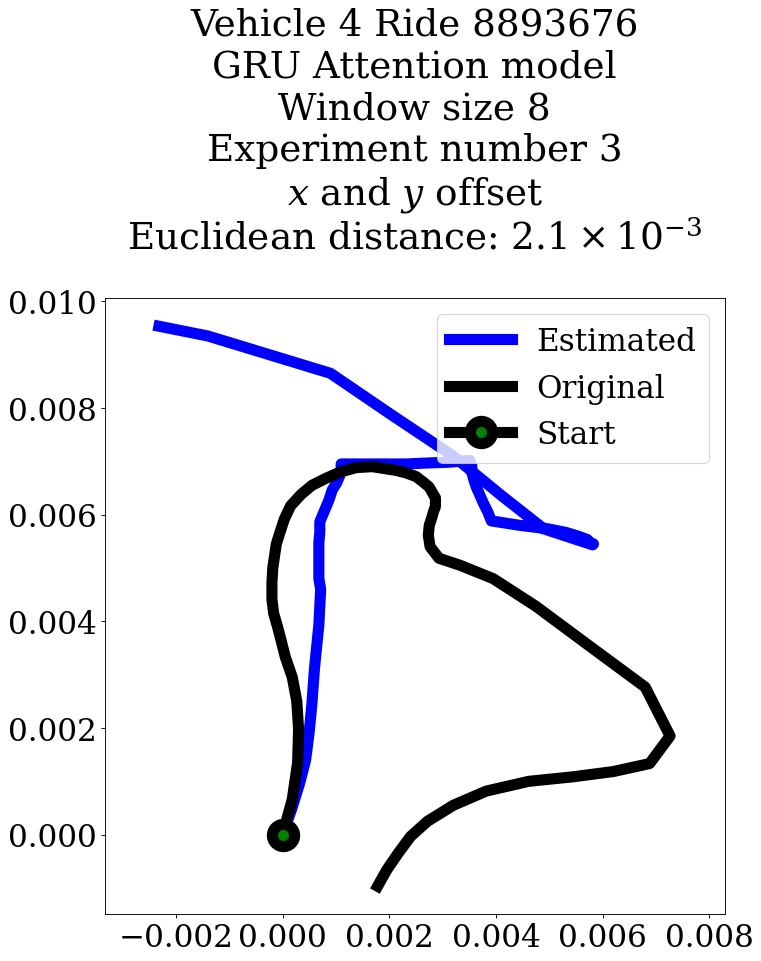 Vehicle 4 Ride 8893676
GRU Attention model
Window size 8
Experiment number 3
x and y offset
Euclidean distance: 2.1 × 10⁻³
Estimated
Original
Start
0.010
0.008
0.006
0.004
0.002
0.000
−0.002 0.000 0.002 0.004 0.006 0.008